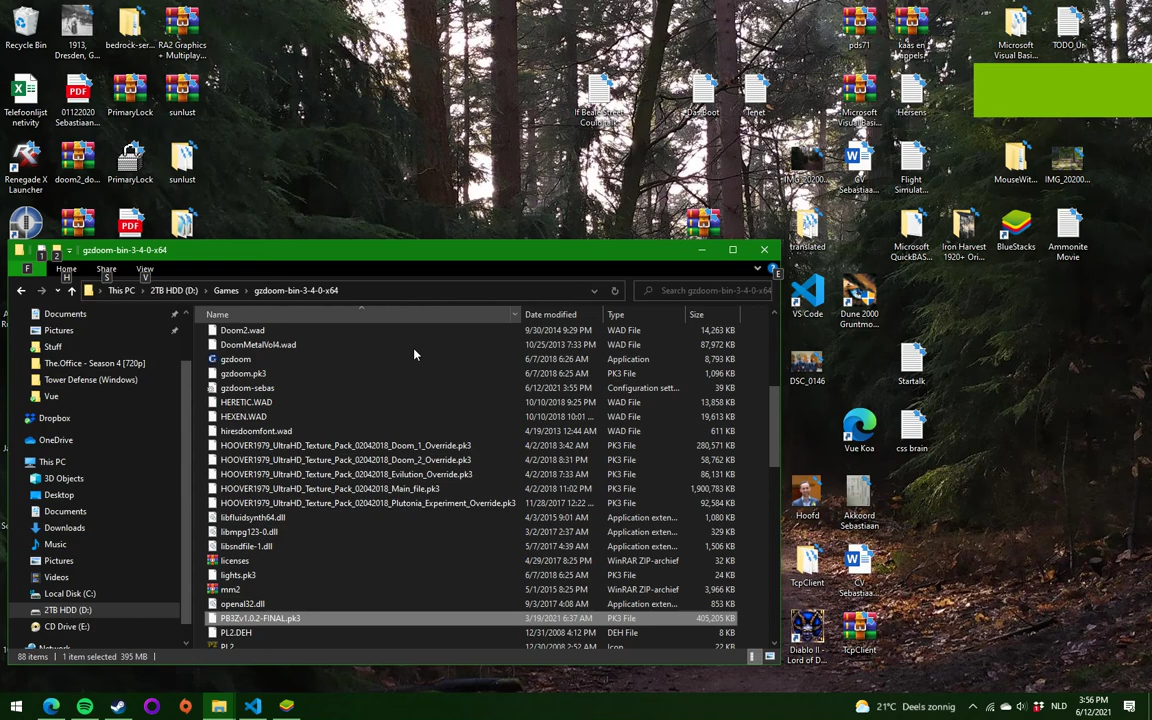 Recycle Bin
1913, Dresden, G...
bedrock-ser...
RA2 Graphics + Multiplay...
pds71
kaas en appels
Microsoft Visual Basi...
TODO_Ur
Telefoonlijst netivity
01122020 Sebastiaan...
PrimaryLock
sunlust
If Beale Street Could Talk
Das Boot
Tenet
Microsoft Visual Basi...
Hersens
Renegade X Launcher
doom2_do...
PrimaryLock
sunlust
IMG_20200...
CV Sebastiaa...
Flight Simulat...
MouseWit...
IMG_20200...
translated
Microsoft QuickBAS...
Iron Harvest 1920+ Ori...
BlueStacks
Ammonite Movie
gzdoom-bin-3-4-0-x64
1 2
F H S V E
Home Share View
This PC 2TB HDD (D:) Games gzdoom-bin-3-4-0-x64
Search gzdoom-bin-3-4-0-x64
Name Date modified Type Size
Documents
Pictures
Stuff
The.Office - Season 4 [720p]
Tower Defense (Windows)
Vue
Dropbox
OneDrive
This PC
3D Objects
Desktop
Documents
Downloads
Music
Pictures
Videos
Local Disk (C:)
2TB HDD (D:)
CD Drive (E:)
Network
Doom2.wad 9/30/2014 9:29 PM WAD File 14,263 KB
DoomMetalVol4.wad 10/25/2013 7:33 PM WAD File 87,972 KB
gzdoom 6/7/2018 6:26 AM Application 8,793 KB
gzdoom.pk3 6/7/2018 6:26 AM PK3 File 1,096 KB
gzdoom-sebas 6/12/2021 3:55 PM Configuration sett... 39 KB
HERETIC.WAD 10/10/2018 9:25 PM WAD File 13,858 KB
HEXEN.WAD 10/10/2018 10:01 ... WAD File 19,613 KB
hiresdoomfont.wad 4/19/2013 12:44 AM WAD File 611 KB
HOOVER1979_UltraHD_Texture_Pack_02042018_Doom_1_Override.pk3 4/2/2018 3:42 AM PK3 File 280,571 KB
HOOVER1979_UltraHD_Texture_Pack_02042018_Doom_2_Override.pk3 4/2/2018 8:31 PM PK3 File 58,762 KB
HOOVER1979_UltraHD_Texture_Pack_02042018_Evilution_Override.pk3 4/2/2018 7:33 AM PK3 File 86,131 KB
HOOVER1979_UltraHD_Texture_Pack_02042018_Main_file.pk3 4/2/2018 11:02 PM PK3 File 1,900,783 KB
HOOVER1979_UltraHD_Texture_Pack_02042018_Plutonia_Experiment_Override.pk3 11/28/2017 12:22 ... PK3 File 92,584 KB
libfluidsynth64.dll 4/3/2015 9:01 AM Application exten... 1,080 KB
libmpg123-0.dll 3/2/2017 2:37 AM Application exten... 329 KB
libsndfile-1.dll 5/7/2017 4:39 AM Application exten... 1,506 KB
licenses 4/29/2017 8:25 PM WinRAR ZIP-archief 32 KB
lights.pk3 6/7/2018 6:25 AM PK3 File 24 KB
mm2 5/1/2015 8:25 PM WinRAR ZIP-archief 3,966 KB
openal32.dll 9/3/2017 4:08 AM Application exten... 853 KB
PB3Zv1.0.2-FINAL.pk3 3/19/2021 6:37 AM PK3 File 405,205 KB
PL2.DEH 12/31/2008 4:12 PM DEH File 8 KB
PL2 12/30/2008 2:52 AM Icon 22 KB
88 items 1 item selected 395 MB
VS Code
Dune 2000 Gruntmo...
DSC_0146
Startalk
Vue Koa
css brain
Hoofd
Akkoord Sebastian
TcpClient
CV Sebastiaa...
Diablo II - Lord of D...
TcpClient
21°C Deels zonnig
NLD
3:56 PM
6/12/2021